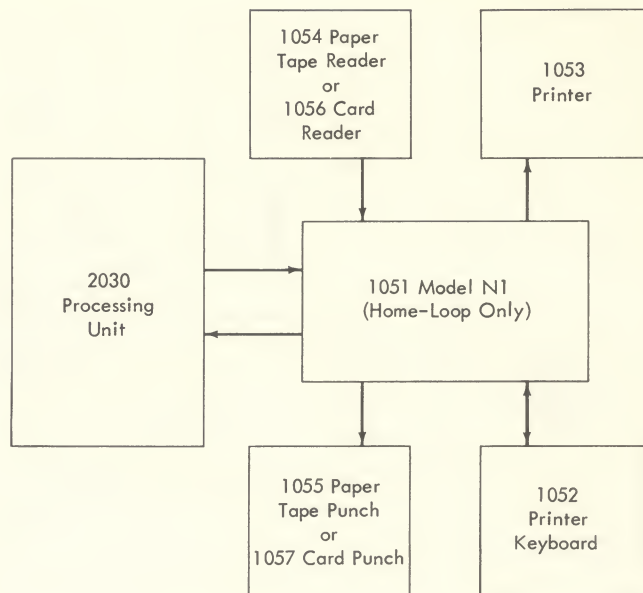 1054 Paper
Tape Reader
or
1056 Card
Reader
1053
Printer
2030
Processing
Unit
1051 Model N1
(Home-Loop Only)
1055 Paper
Tape Punch
or
1057 Card Punch
1052
Printer
Keyboard